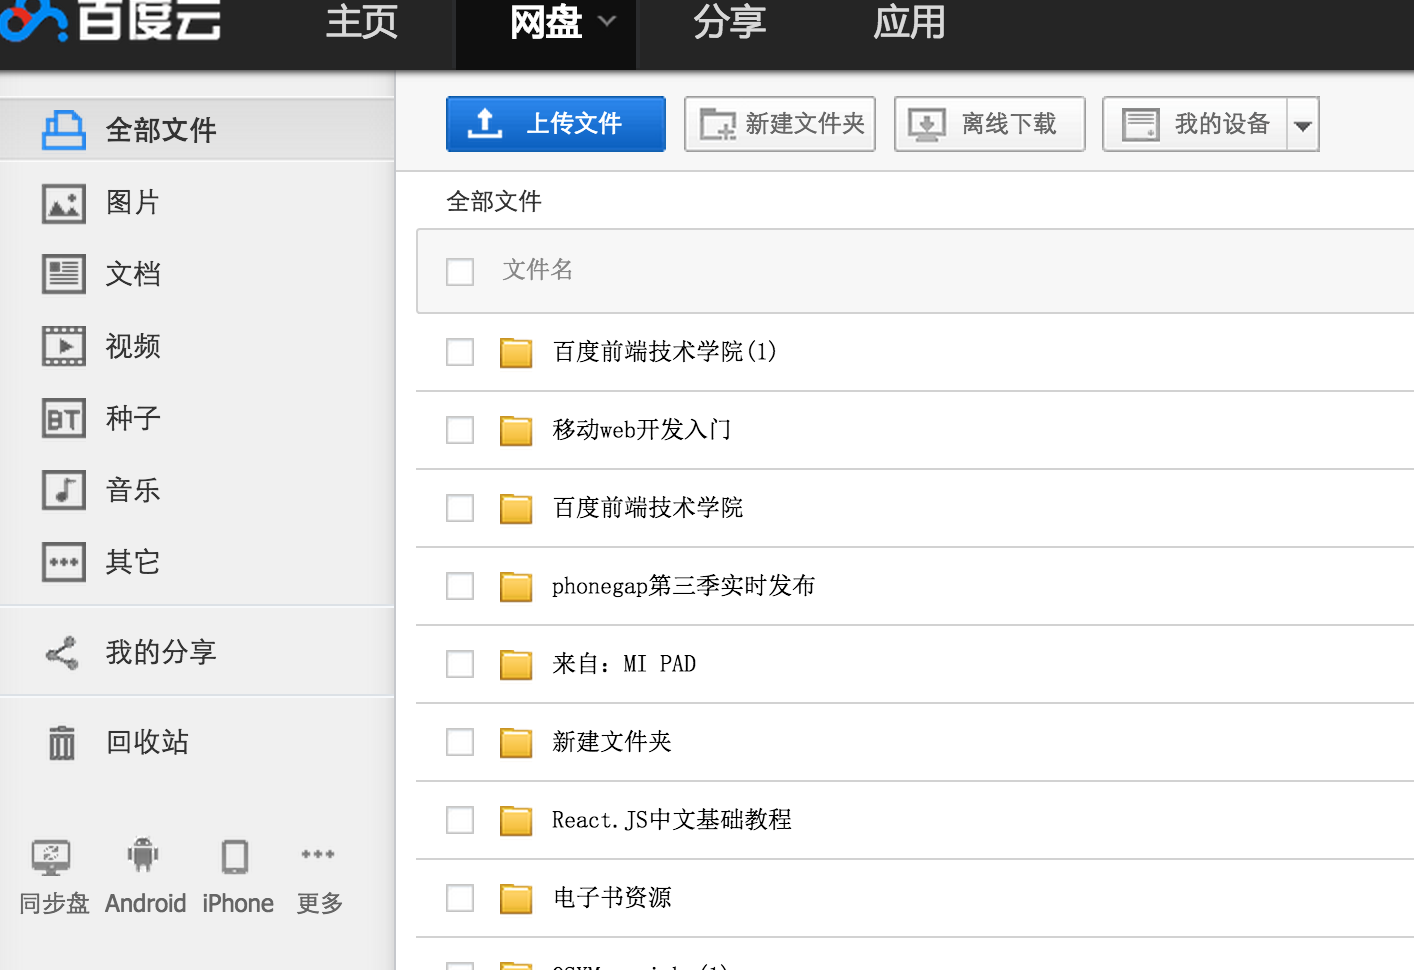 百度云 主页 网盘 分享 应用
上传文件 新建文件夹 离线下载 我的设备
全部文件
图片
文档
视频
BT 种子
音乐
其它
我的分享
回收站
同步盘 Android iPhone 更多
全部文件
文件名
百度前端技术学院(1)
移动web开发入门
百度前端技术学院
phonegap第三季实时发布
来自：MI PAD
新建文件夹
React.JS中文基础教程
电子书资源